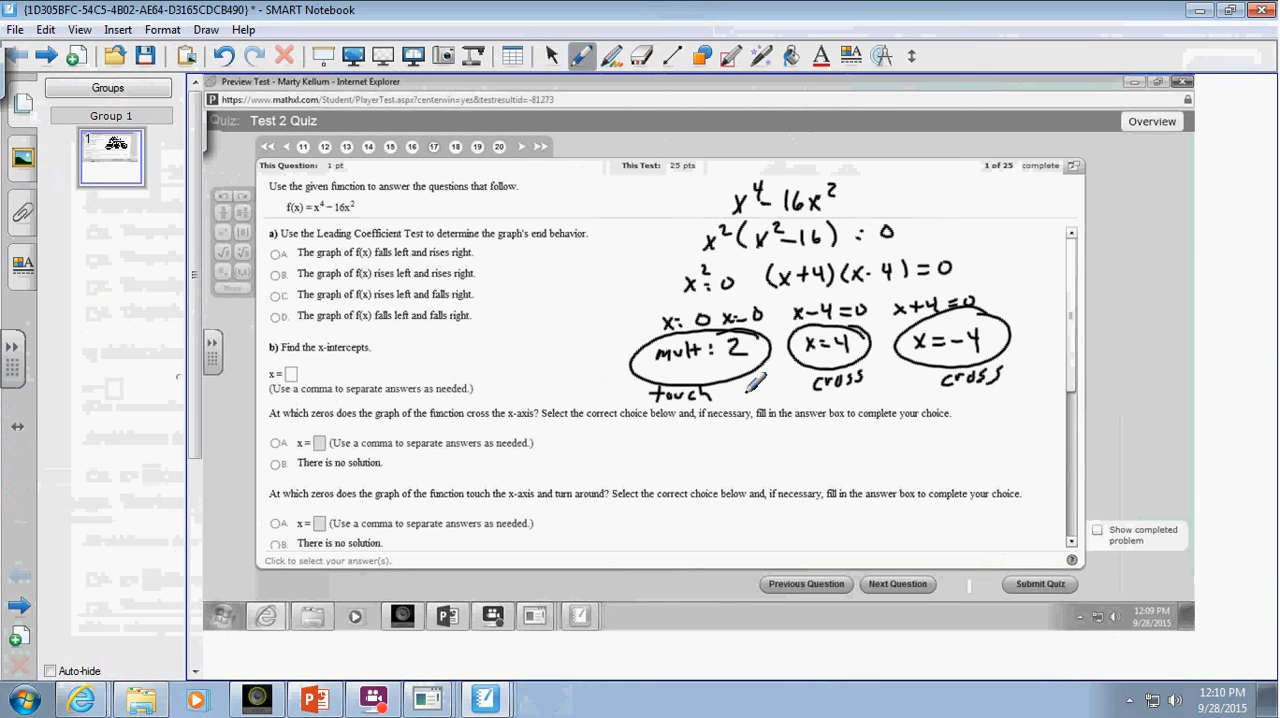 {1D305BFC-54C5-4B02-AE64-D3165CDCB490} * - SMART Notebook
File Edit View Insert Format Draw Help
Groups
Group 1
1
Preview Test - Marty Kellum - Internet Explorer
https://www.mathxl.com/Student/PlayerTest.aspx?centerwin=yes&testresultid=-81273
Quiz: Test 2 Quiz
Overview
11 12 13 14 15 16 17 18 19 20
This Question: 1 pt
This Test: 25 pts
1 of 25 complete
Use the given function to answer the questions that follow.
f(x) = x⁴ − 16x²
x⁴ - 16x²
x²(x²-16) = 0
x² = 0 (x+4)(x-4) = 0
x = 0 x = 0 x-4=0 x+4=0
mult: 2 x=4 x=-4
touch cross cross
a) Use the Leading Coefficient Test to determine the graph's end behavior.
A. The graph of f(x) falls left and rises right.
B. The graph of f(x) rises left and rises right.
C. The graph of f(x) rises left and falls right.
D. The graph of f(x) falls left and falls right.
b) Find the x-intercepts.
x =
(Use a comma to separate answers as needed.)
At which zeros does the graph of the function cross the x-axis? Select the correct choice below and, if necessary, fill in the answer box to complete your choice.
A. x = (Use a comma to separate answers as needed.)
B. There is no solution.
At which zeros does the graph of the function touch the x-axis and turn around? Select the correct choice below and, if necessary, fill in the answer box to complete your choice.
A. x = (Use a comma to separate answers as needed.)
B. There is no solution.
Click to select your answer(s).
Show completed problem
More
Previous Question
Next Question
Submit Quiz
12:09 PM
9/28/2015
Auto-hide
12:10 PM
9/28/2015